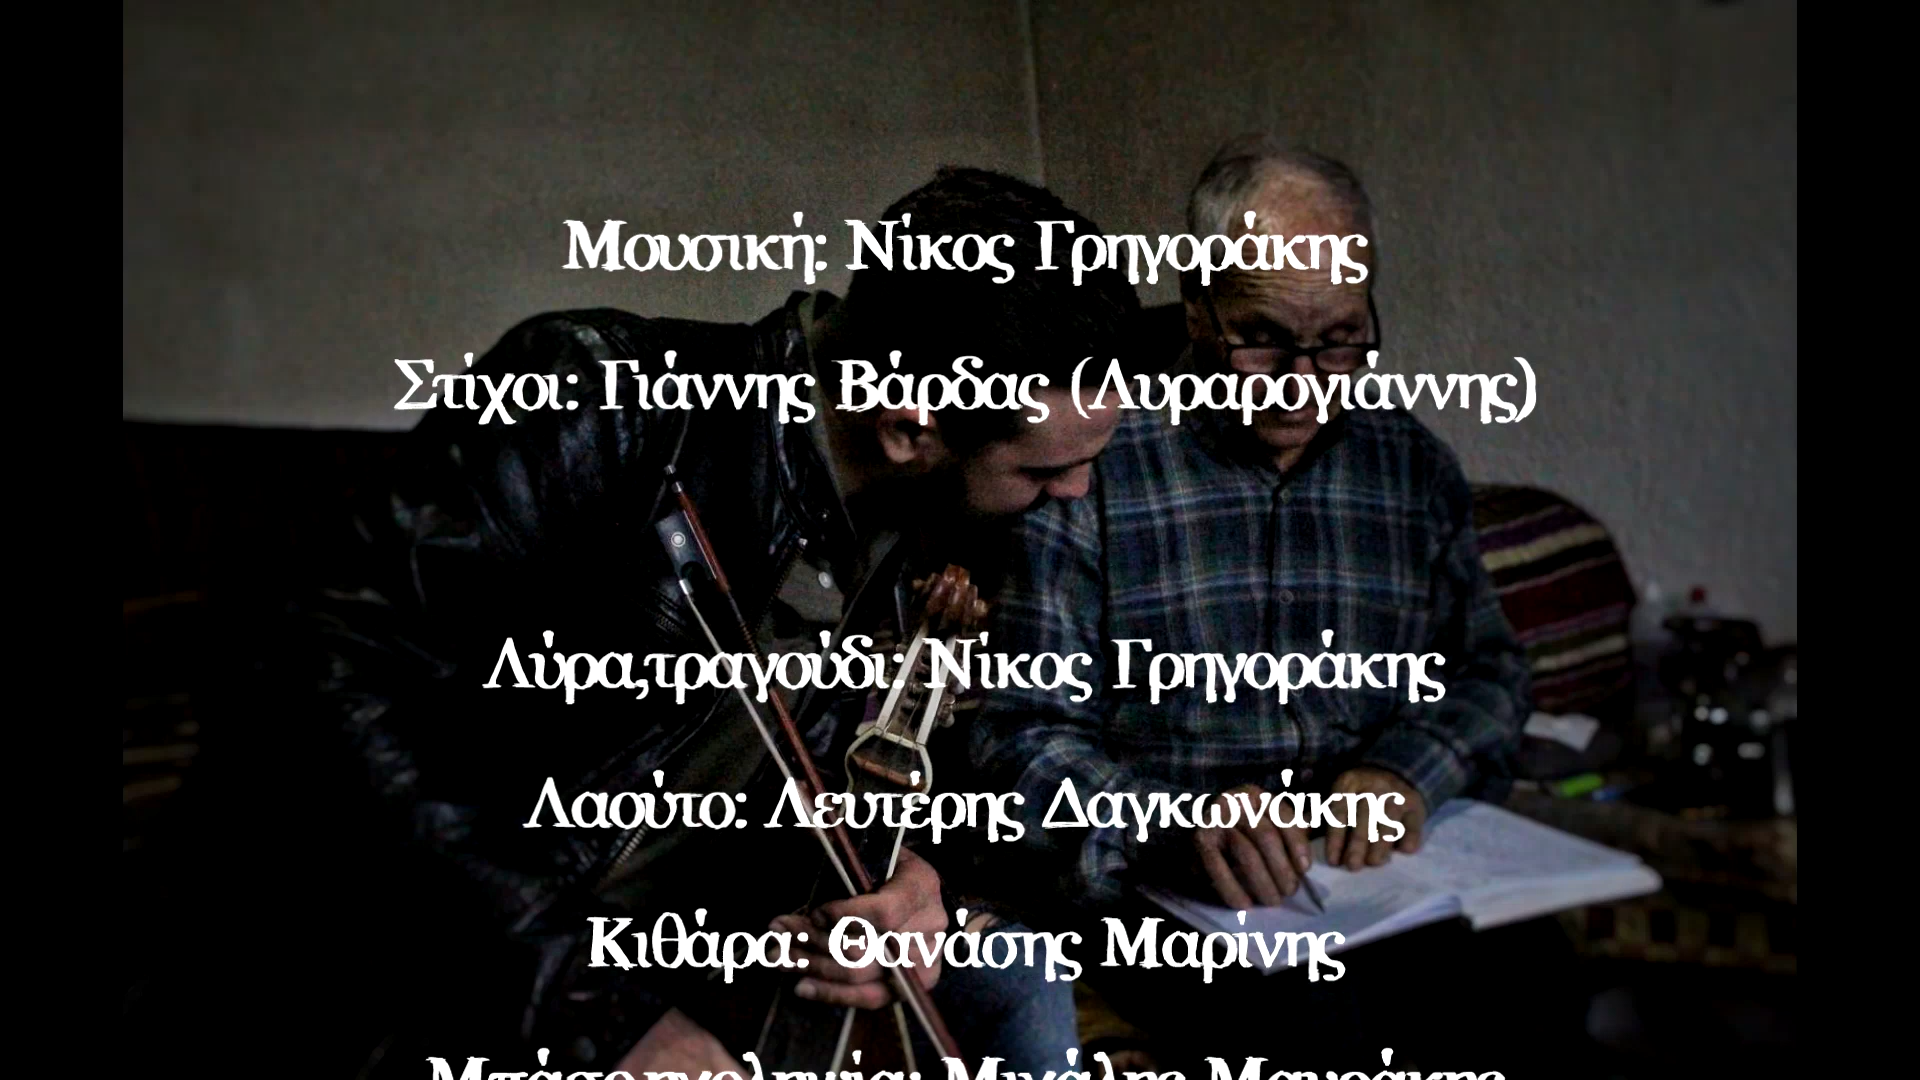 Μουσική: Νίκος Γρηγοράκης
Στίχοι: Γιάννης Βάρδας (Λυραρογιάννης)
Λύρα,τραγούδι: Νίκος Γρηγοράκης
Λαούτο: Λευτέρης Δαγκωνάκης
Κιθάρα: Θανάσης Μαρίνης